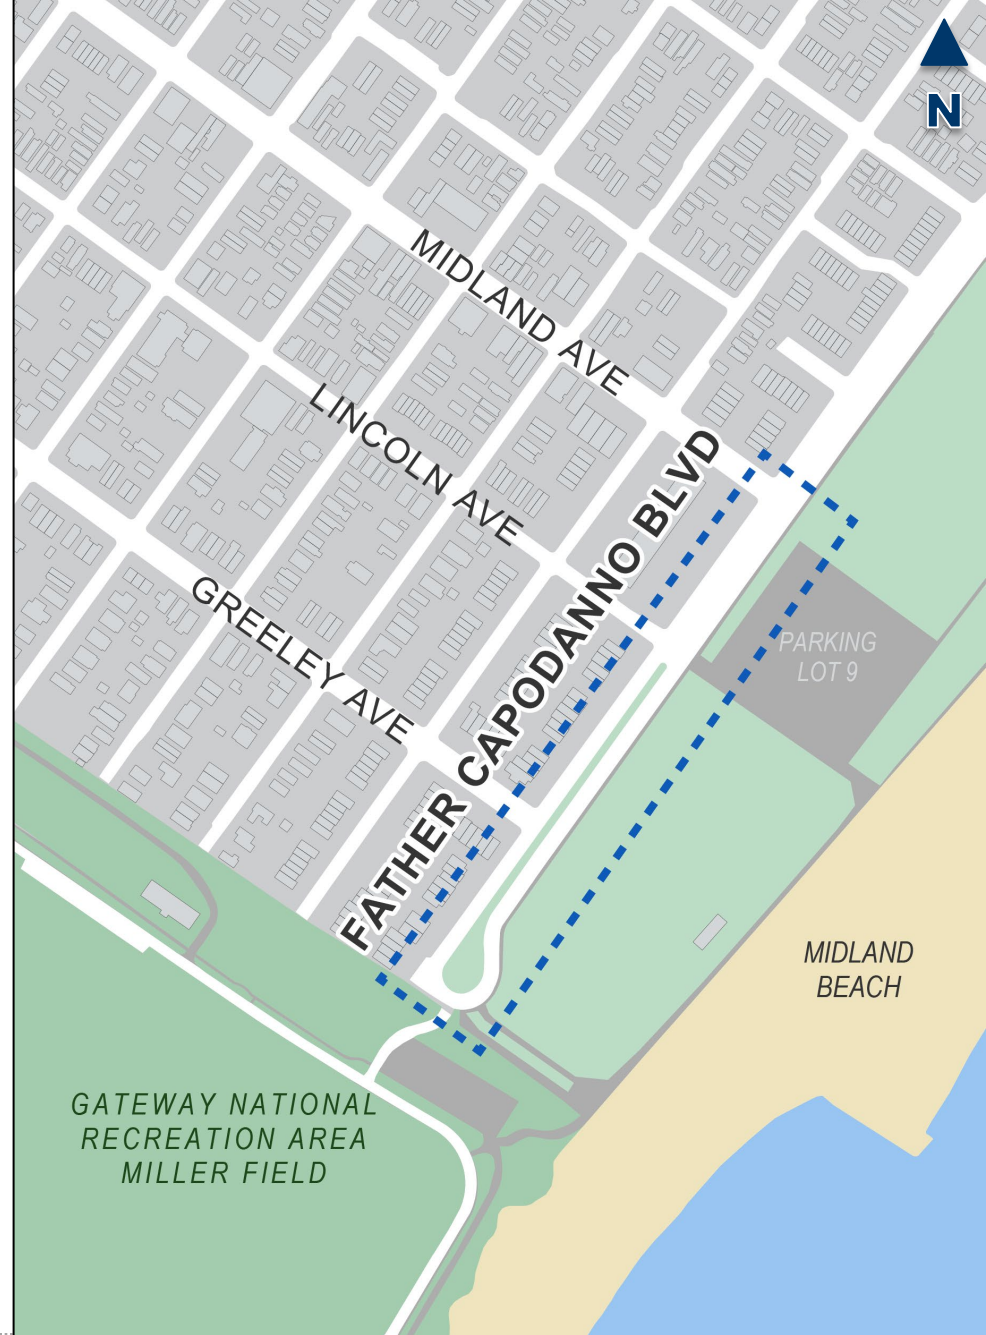 N
MIDLAND AVE
LINCOLN AVE
FATHER CAPODANNO BLVD
GREELEY AVE
PARKING
LOT 9
MIDLAND
BEACH
GATEWAY NATIONAL
RECREATION AREA
MILLER FIELD